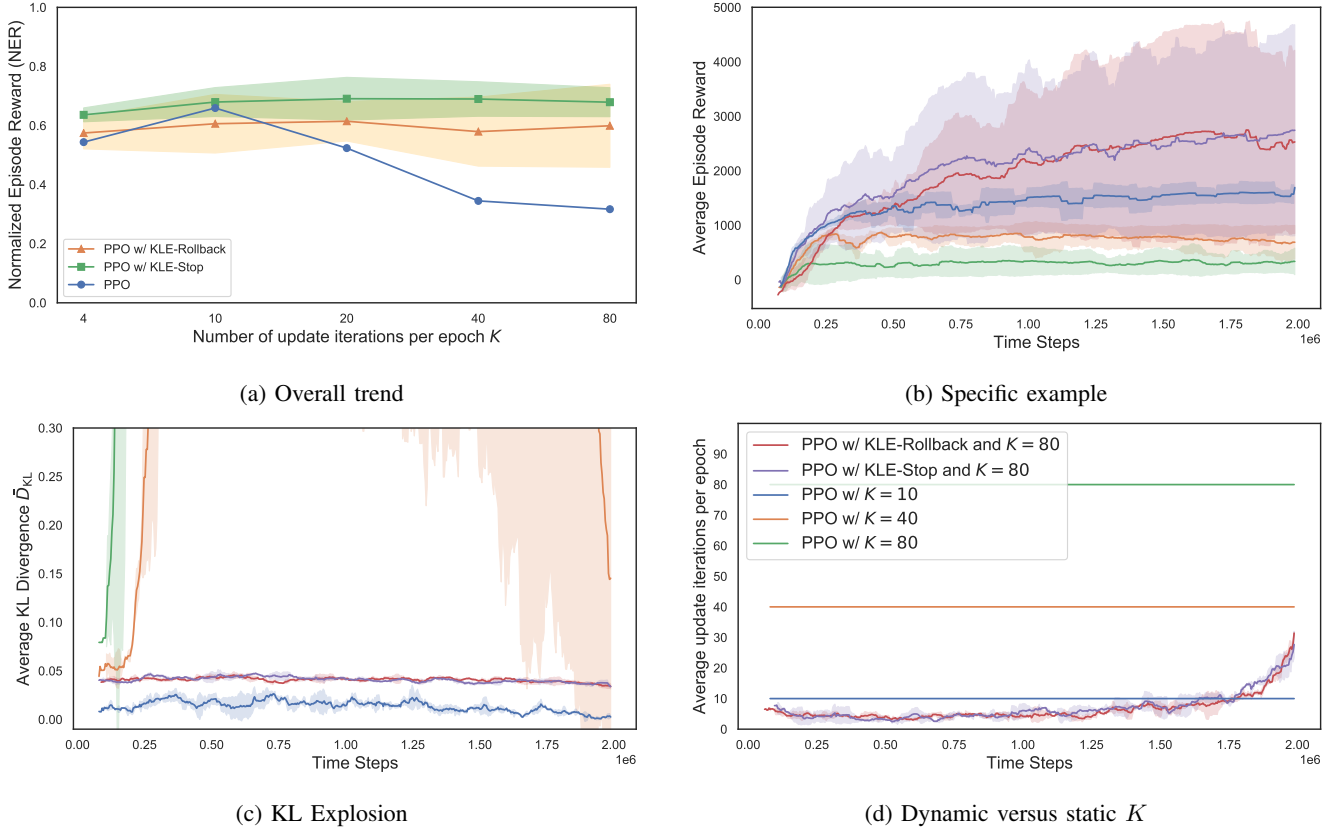 1.0
0.8
0.6
0.4
0.2
0.0
Normalized Episode Reward (NER)
PPO w/ KLE-Rollback
PPO w/ KLE-Stop
PPO
4 10 20 40 80
Number of update iterations per epoch K
(a) Overall trend
5000
4000
3000
2000
1000
0
Average Episode Reward
0.00 0.25 0.50 0.75 1.00 1.25 1.50 1.75 2.00
1e6
Time Steps
(b) Specific example
0.30
0.25
0.20
0.15
0.10
0.05
0.00
Average KL Divergence D̄KL
0.00 0.25 0.50 0.75 1.00 1.25 1.50 1.75 2.00
1e6
Time Steps
(c) KL Explosion
90
80
70
60
50
40
30
20
10
0
Average update iterations per epoch
PPO w/ KLE-Rollback and K = 80
PPO w/ KLE-Stop and K = 80
PPO w/ K = 10
PPO w/ K = 40
PPO w/ K = 80
0.00 0.25 0.50 0.75 1.00 1.25 1.50 1.75 2.00
1e6
Time Steps
(d) Dynamic versus static K